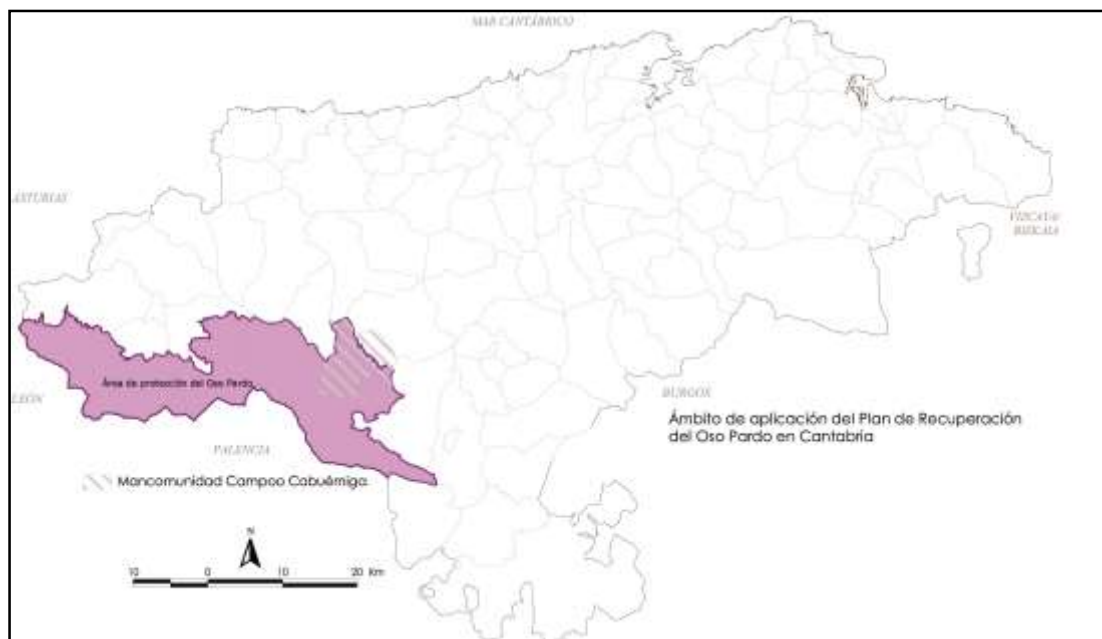 MAR CANTÁBRICO
ASTURIAS
VIZCAYA/
BIZKAIA
Área de protección del Oso Pardo
LEÓN
BURGOS
Ámbito de aplicación del Plan de Recuperación
del Oso Pardo en Cantabria
PALENCIA
Mancomunidad Campoo Cabuérniga
N
10 0 10 20 Km